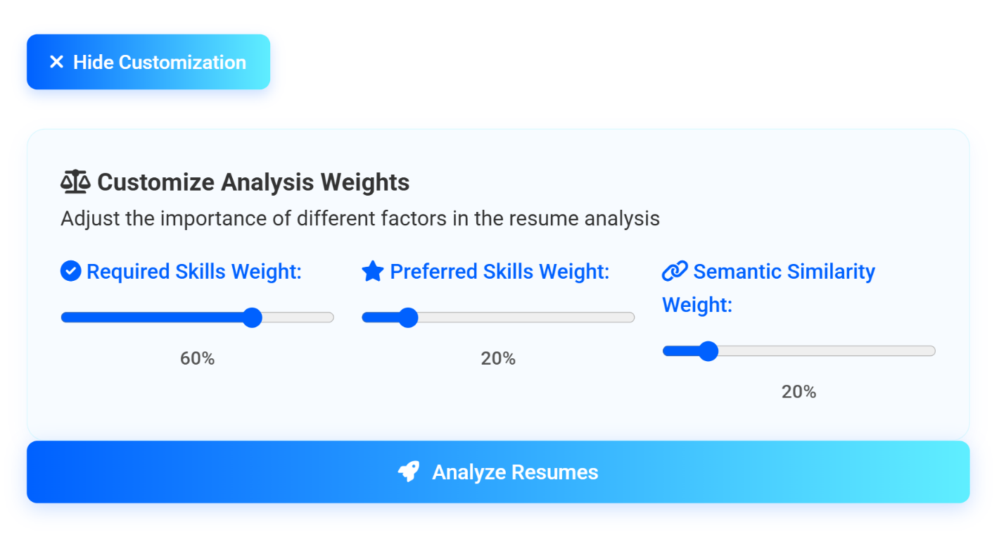 Hide Customization
Customize Analysis Weights
Adjust the importance of different factors in the resume analysis
Required Skills Weight:
60%
Preferred Skills Weight:
20%
Semantic Similarity
Weight:
20%
Analyze Resumes